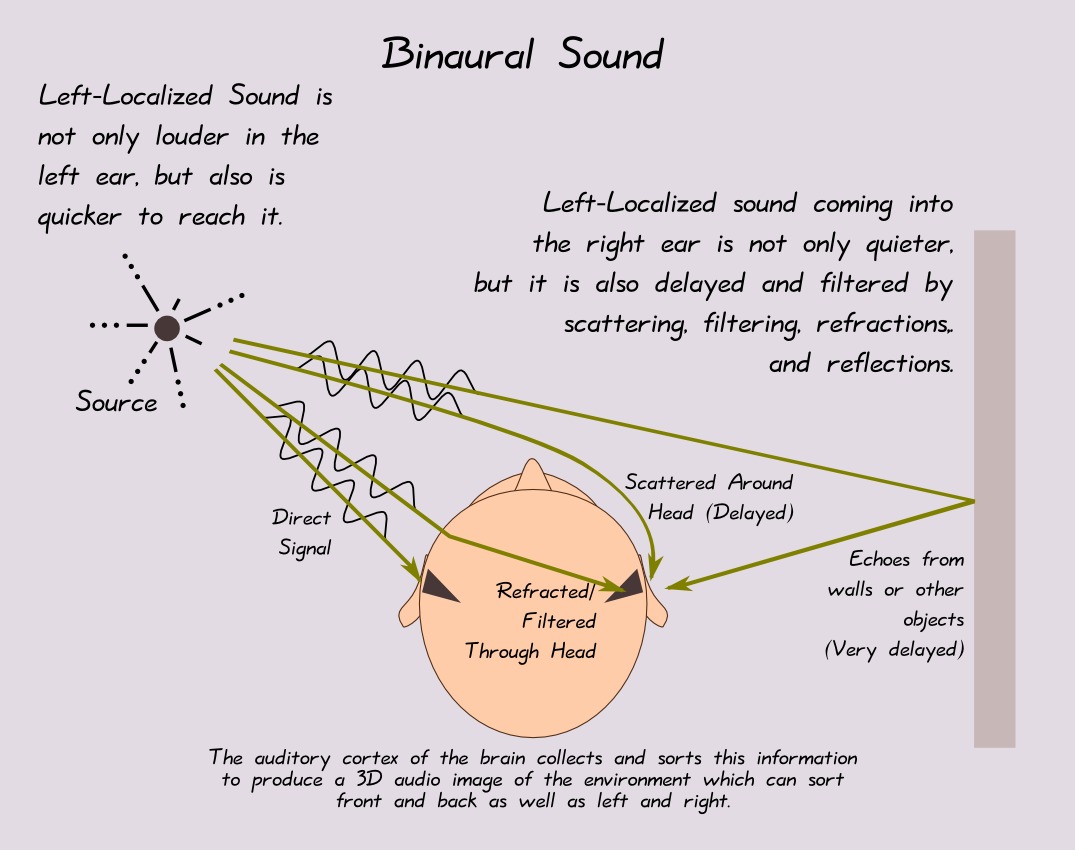 Binaural Sound
Left-Localized Sound is
not only louder in the
left ear, but also is
quicker to reach it.
Left-Localized sound coming into
the right ear is not only quieter,
but it is also delayed and filtered by
scattering, filtering, refractions,.
and reflections.
Source
Direct
Signal
Scattered Around
Head (Delayed)
Refracted/
Filtered
Through Head
Echoes from
walls or other
objects
(Very delayed)
The auditory cortex of the brain collects and sorts this information
to produce a 3D audio image of the environment which can sort
front and back as well as left and right.